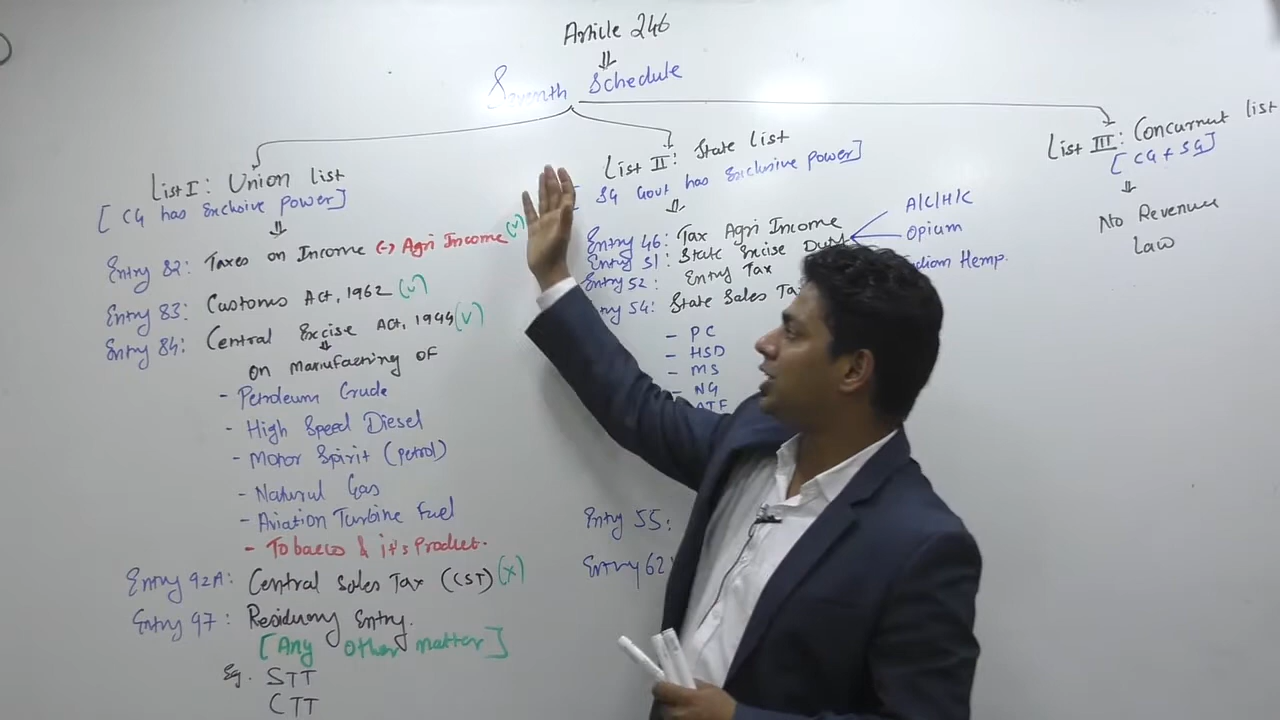 Article 246
Seventh Schedule
List I: Union list
[CG has Exclusive power]
Entry 82: Taxes on Income (-) Agri Income (✓)
Entry 83: Customs Act, 1962 (✓)
Entry 84: Central Excise Act, 1944 (✓)
on Manufacting of
- Petroleum Crude
- High Speed Diesel
- Motor Spirit (Petrol)
- Natural Gas
- Aviation Turbine Fuel
- Tobacco & it's Product.
Entry 92A: Central Sales Tax (CST) (X)
Entry 97: Residuary Entry.
[Any other matter]
Eg. STT
CTT
List II: State list
SG Govt has Exclusive power]
Entry 46: Tax Agri Income
Entry 51: State Excise Duty
A/C/H/C
Opium
Indian Hemp.
Entry 52: Entry Tax
Entry 54: State Sales Ta
- PC
- HSD
- MS
- NG
ATF
Entry 55:
Entry 62:
List III: Concurrent list
[CG + SG]
No Revenue
Law